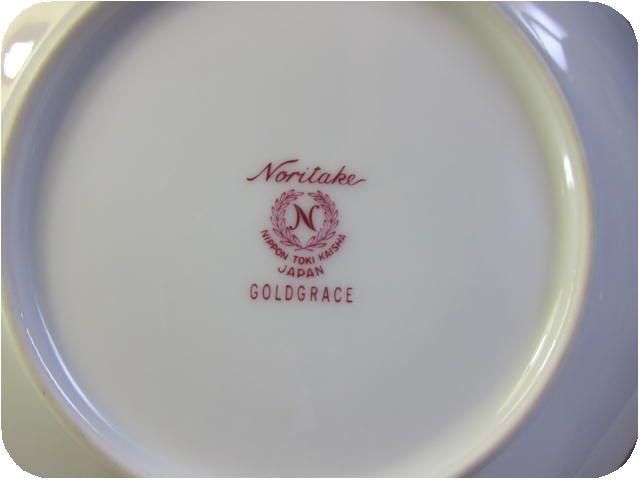 Noritake
N
NIPPON TOKI KAISHA
JAPAN
GOLDGRACE